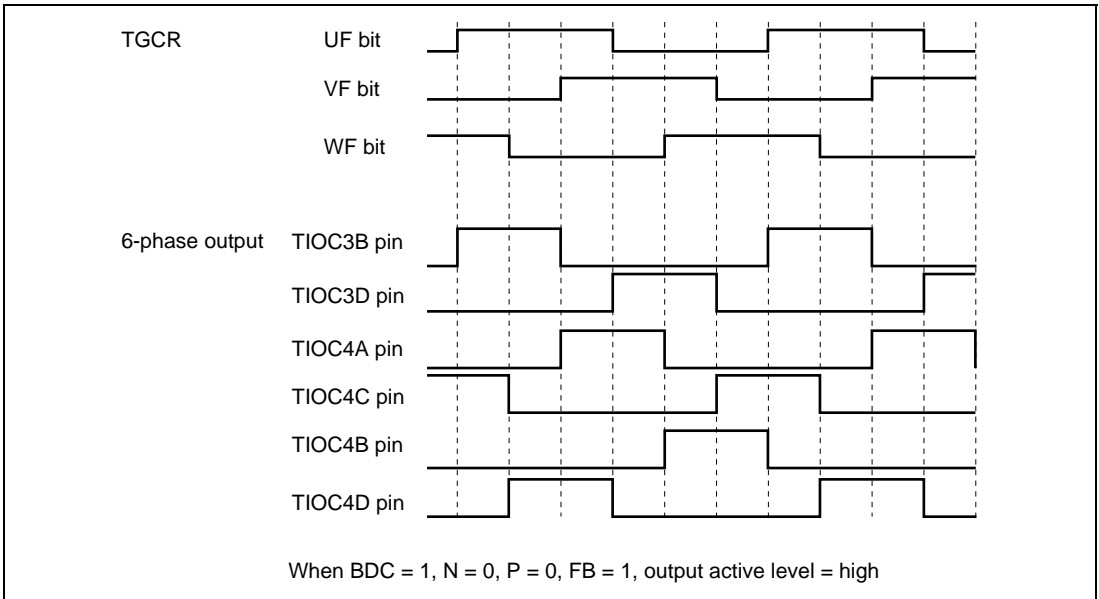 TGCR UF bit
VF bit
WF bit
6-phase output TIOC3B pin
TIOC3D pin
TIOC4A pin
TIOC4C pin
TIOC4B pin
TIOC4D pin
When BDC = 1, N = 0, P = 0, FB = 1, output active level = high